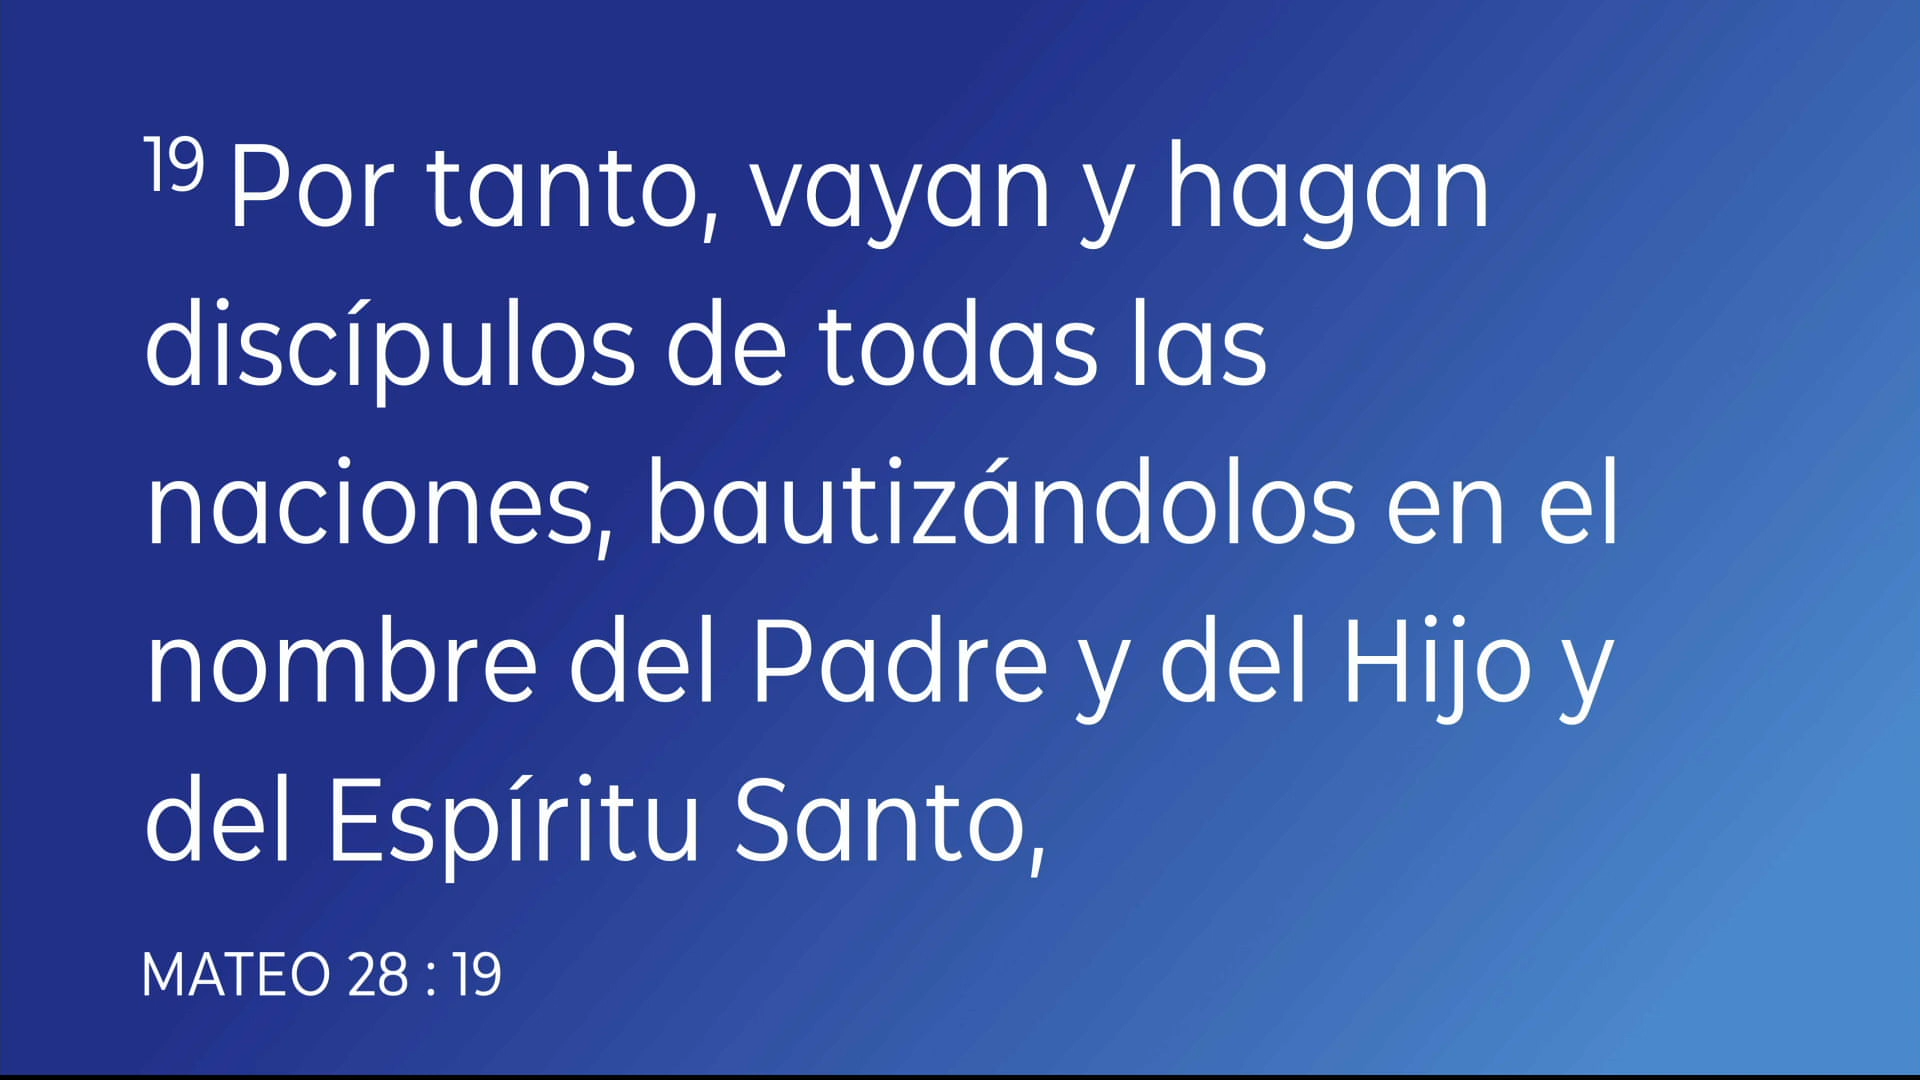 19 Por tanto, vayan y hagan
discípulos de todas las
naciones, bautizándolos en el
nombre del Padre y del Hijo y
del Espíritu Santo,
MATEO 28 : 19